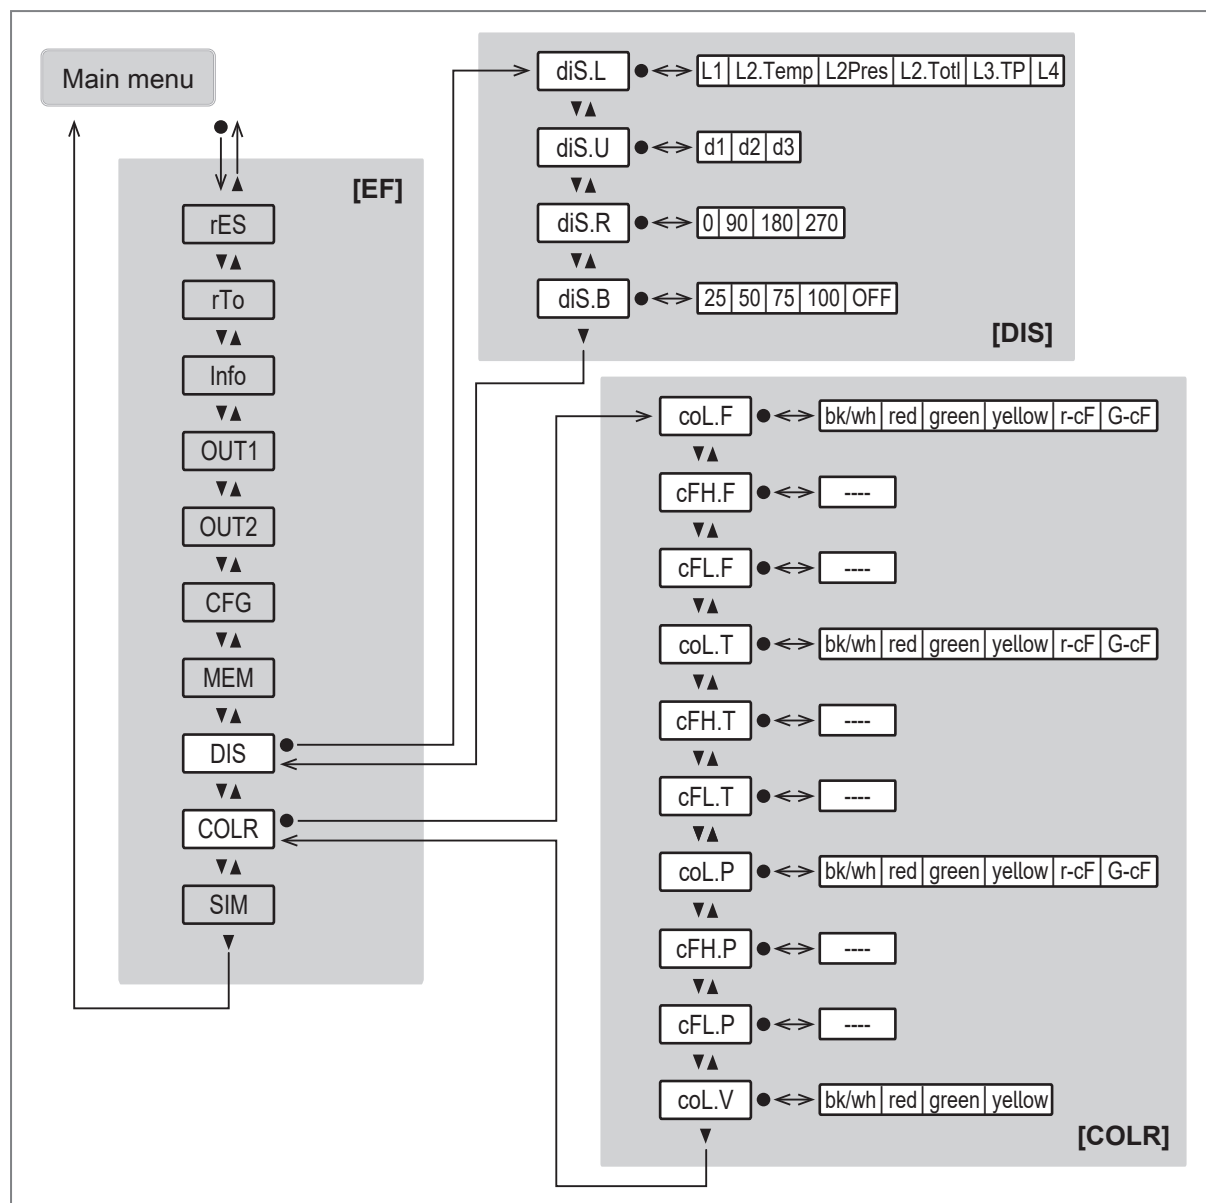 Main menu
[EF]
rES
rTo
Info
OUT1
OUT2
CFG
MEM
DIS
COLR
SIM
diS.L L1 L2.Temp L2Pres L2.Totl L3.TP L4
diS.U d1 d2 d3
diS.R 0 90 180 270
diS.B 25 50 75 100 OFF
[DIS]
coL.F bk/wh red green yellow r-cF G-cF
cFH.F ----
cFL.F ----
coL.T bk/wh red green yellow r-cF G-cF
cFH.T ----
cFL.T ----
coL.P bk/wh red green yellow r-cF G-cF
cFH.P ----
cFL.P ----
coL.V bk/wh red green yellow
[COLR]